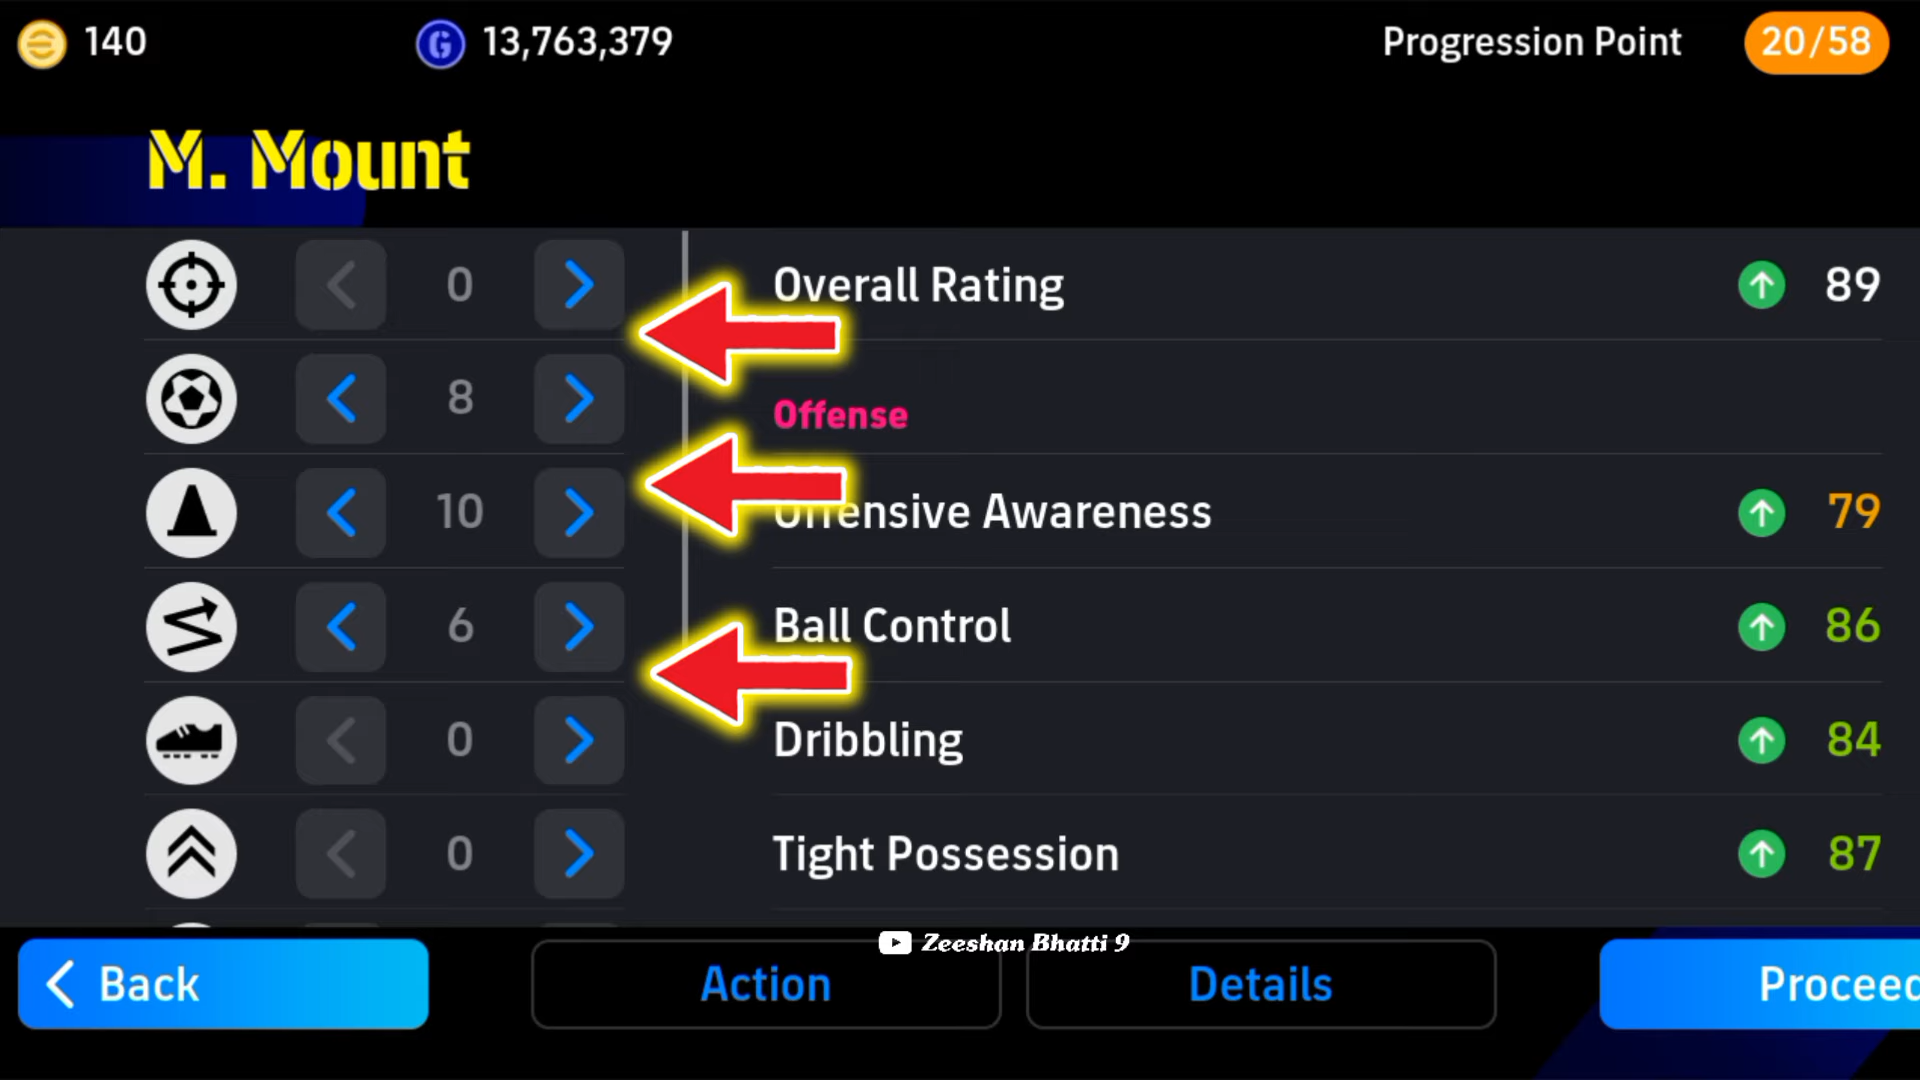 140
13,763,379
Progression Point
20/58
M. Mount
0
Overall Rating
89
8
Offense
10
Offensive Awareness
79
6
Ball Control
86
0
Dribbling
84
0
Tight Possession
87
Zeeshan Bhatti 9
Back
Action
Details
Proceed